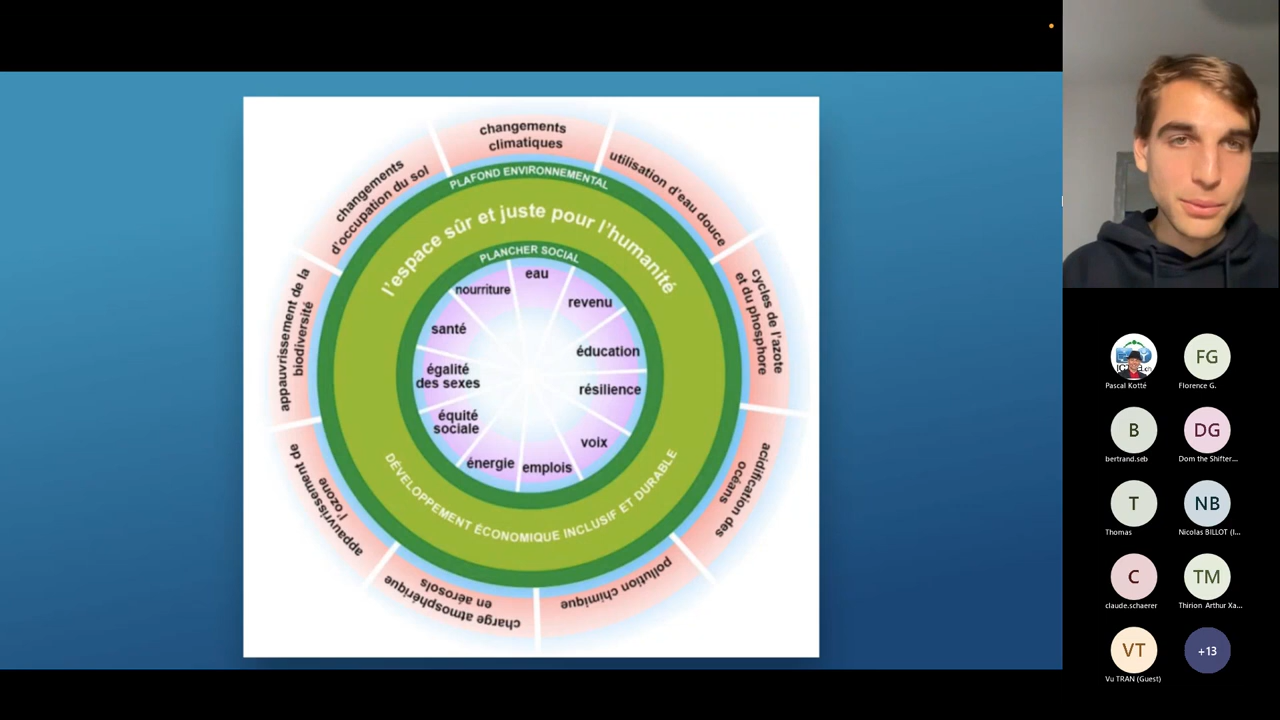 changements
climatiques
utilisation d'eau douce
cycles de l'azote
et du phosphore
acidification des
océans
pollution chimique
charge atmosphérique
en aérosols
appauvrissement de
l'ozone
appauvrissement de la
biodiversité
changements
d'occupation du sol
PLAFOND ENVIRONNEMENTAL
l'espace sûr et juste pour l'humanité
PLANCHER SOCIAL
eau
revenu
éducation
résilience
voix
emplois
énergie
équité
sociale
égalité
des sexes
santé
nourriture
DÉVELOPPEMENT ÉCONOMIQUE INCLUSIF ET DURABLE
Pascal Kotté
FG
Florence G.
B
bertrand.seb
DG
Dom the Shifter...
T
Thomas
NB
Nicolas BILLOT (I...
C
claude.schaerer
TM
Thirion Arthur Xa...
VT
Vu TRAN (Guest)
+13